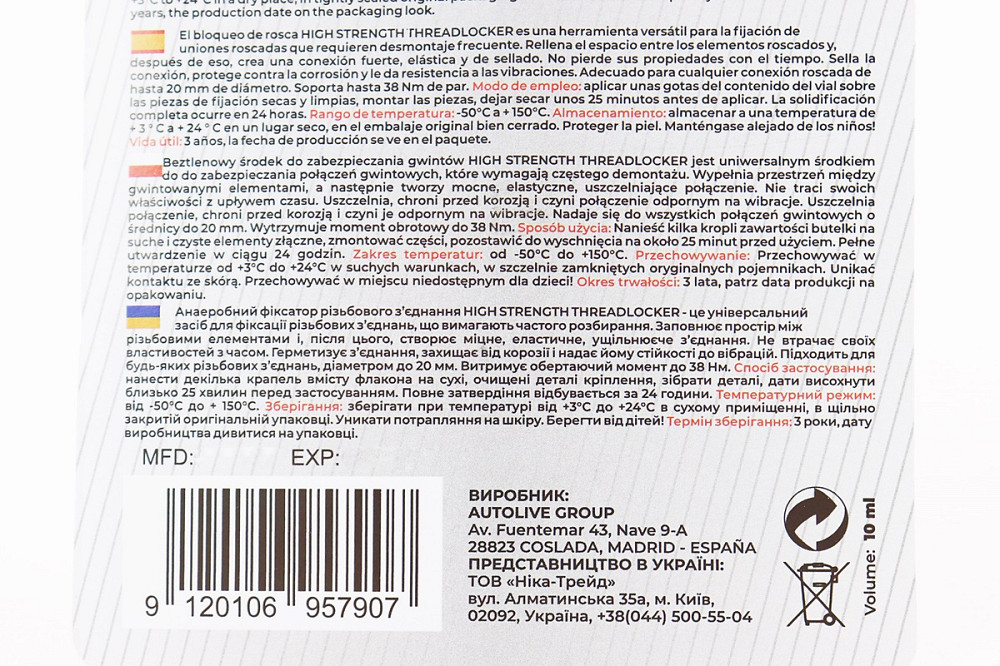 +3°C to +24°C in a dry place, in tightly sealed original packaging
years, the production date on the packaging look.
El bloqueo de rosca HIGH STRENGTH THREADLOCKER es una herramienta versátil para la fijación de
uniones roscadas que requieren desmontaje frecuente. Rellena el espacio entre los elementos roscados y,
después de eso, crea una conexión fuerte, elástica y de sellado. No pierde sus propiedades con el tiempo. Sella la
conexión, protege contra la corrosión y le da resistencia a las vibraciones. Adecuado para cualquier conexión roscada de
hasta 20 mm de diámetro. Soporta hasta 38 Nm de par. Modo de empleo: aplicar unas gotas del contenido del vial sobre
las piezas de fijación secas y limpias, montar las piezas, dejar secar unos 25 minutos antes de aplicar. La solidificación
completa ocurre en 24 horas. Rango de temperatura: -50°C a + 150°C. Almacenamiento: almacenar a una temperatura de
+ 3 ° C a + 24 ° C en un lugar seco, en el embalaje original bien cerrado. Proteger la piel. Manténgase alejado de los niños!
Vida útil: 3 años, la fecha de producción se ve en el paquete.
Beztlenowy środek do zabezpieczania gwintów HIGH STRENGTH THREADLOCKER jest uniwersalnym środkiem
do do zabezpieczania połączeń gwintowych, które wymagają częstego demontażu. Wypełnia przestrzeń między
gwintowanymi elementami, a następnie tworzy mocne, elastyczne, uszczelniające połączenie. Nie traci swoich
właściwości z upływem czasu. Uszczelnia, chroni przed korozją i czyni połączenie odpornym na wibracje. Uszczelnia
połączenie, chroni przed korozją i czyni je odpornym na wibracje. Nadaje się do wszystkich połączeń gwintowych o
średnicy do 20 mm. Wytrzymuje moment obrotowy do 38 Nm. Sposób użycia: Nanieść kilka kropli zawartości butelki na
suche i czyste elementy złączne, zmontować części, pozostawić do wyschnięcia na około 25 minut przed użyciem. Pełne
utwardzenie w ciągu 24 godzin. Zakres temperatur: od -50°C do +150°C. Przechowywanie: Przechowywać w
temperaturze od +3°C do +24°C w suchych warunkach, w szczelnie zamkniętych oryginalnych pojemnikach. Unikać
kontaktu ze skórą. Przechowywać w miejscu niedostępnym dla dzieci! Okres trwałości: 3 lata, patrz data produkcji na
opakowaniu.
Анаеробний фіксатор різьбового з'єднання HIGH STRENGTH THREADLOCKER - це універсальний
засіб для фіксації різьбових з'єднань, що вимагають частого розбирання. Заповнює простір між
різьбовими елементами і, після цього, створює міцне, еластичне, ущільнююче з'єднання. Не втрачає своїх
властивостей з часом. Герметизує з'єднання, захищає від корозії і надає йому стійкості до вібрацій. Підходить для
будь-яких різьбових з'єднань, діаметром до 20 мм. Витримує обертаючий момент до 38 Нм. Спосіб застосування:
нанести декілька крапель вмісту флакона на сухі, очищені деталі кріплення, зібрати деталі, дати висохнути
близько 25 хвилин перед застосуванням. Повне затвердіння відбувається за 24 години. Температурний режим:
від -50°C до + 150°C. Зберігання: зберігати при температурі від +3°C до +24°C в сухому приміщенні, в щільно
закритій оригінальній упаковці. Уникати потрапляння на шкіру. Берегти від дітей! Термін зберігання: 3 роки, дату
виробництва дивитися на упаковці.
MFD: EXP:
9 120106 957907
ВИРОБНИК:
AUTOLIVE GROUP
Av. Fuentemar 43, Nave 9-A
28823 COSLADA, MADRID - ESPAÑA
ПРЕДСТАВНИЦТВО В УКРАЇНІ:
ТОВ «Ніка-Трейд»
вул. Алматинська 35а, м. Київ,
02092, Україна, +38(044) 500-55-04
Volume: 10 ml